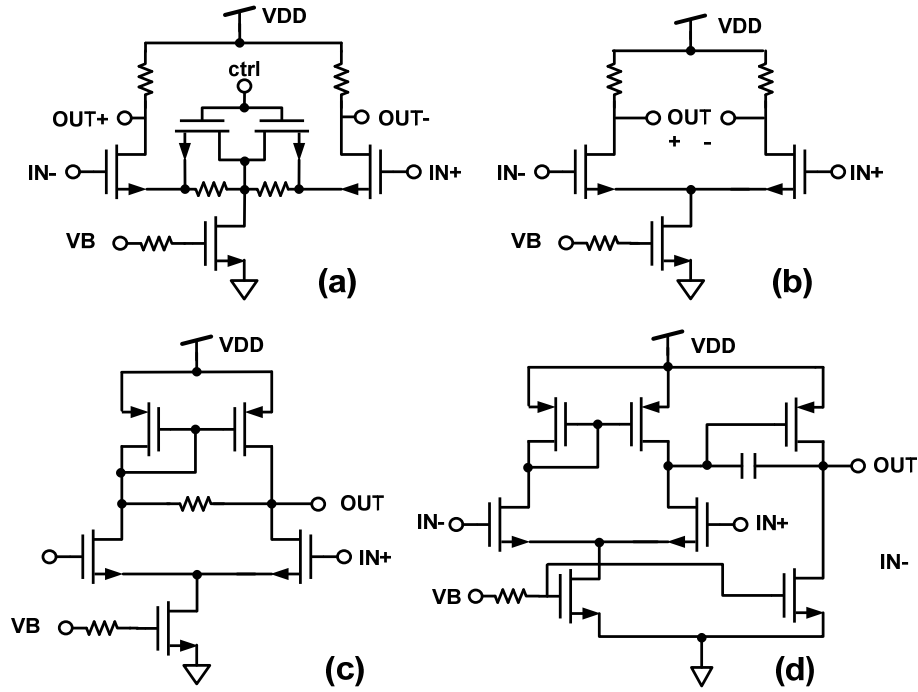 VDD
ctrl
OUT+
OUT-
IN-
IN+
VB
(a)
VDD
OUT
+ -
IN-
IN+
VB
(b)
VDD
OUT
IN+
VB
(c)
VDD
OUT
IN-
IN+
IN-
VB
(d)